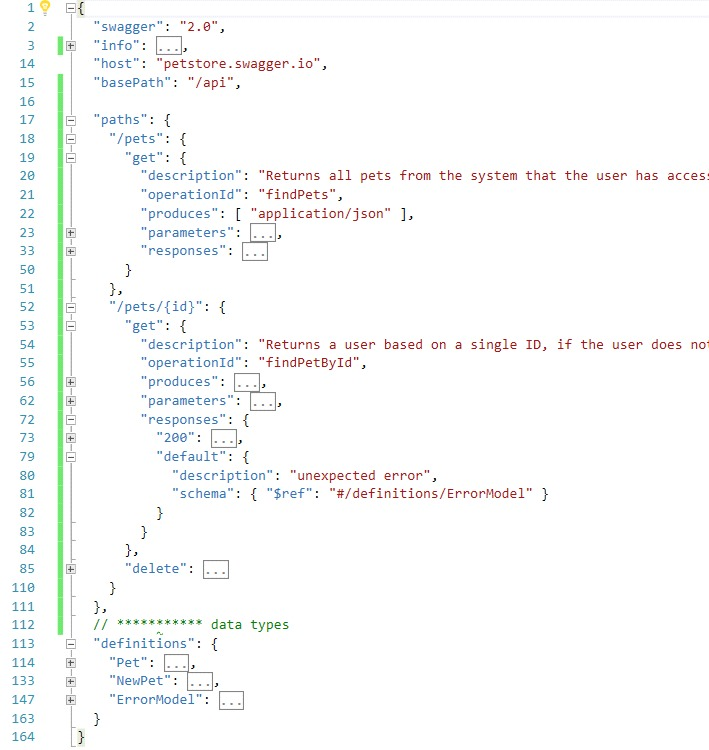 1 {
2 "swagger": "2.0",
3 "info": ...,
14 "host": "petstore.swagger.io",
15 "basePath": "/api",
16
17 "paths": {
18 "/pets": {
19 "get": {
20 "description": "Returns all pets from the system that the user has acces
21 "operationId": "findPets",
22 "produces": [ "application/json" ],
23 "parameters": ...,
33 "responses": ...
50 }
51 },
52 "/pets/{id}": {
53 "get": {
54 "description": "Returns a user based on a single ID, if the user does not
55 "operationId": "findPetById",
56 "produces": ...,
62 "parameters": ...,
72 "responses": {
73 "200": ...,
79 "default": {
80 "description": "unexpected error",
81 "schema": { "$ref": "#/definitions/ErrorModel" }
82 }
83 }
84 },
85 "delete": ...
110 }
111 },
112 // *********** data types
113 "definitions": {
114 "Pet": ...,
133 "NewPet": ...,
147 "ErrorModel": ...
163 }
164 }